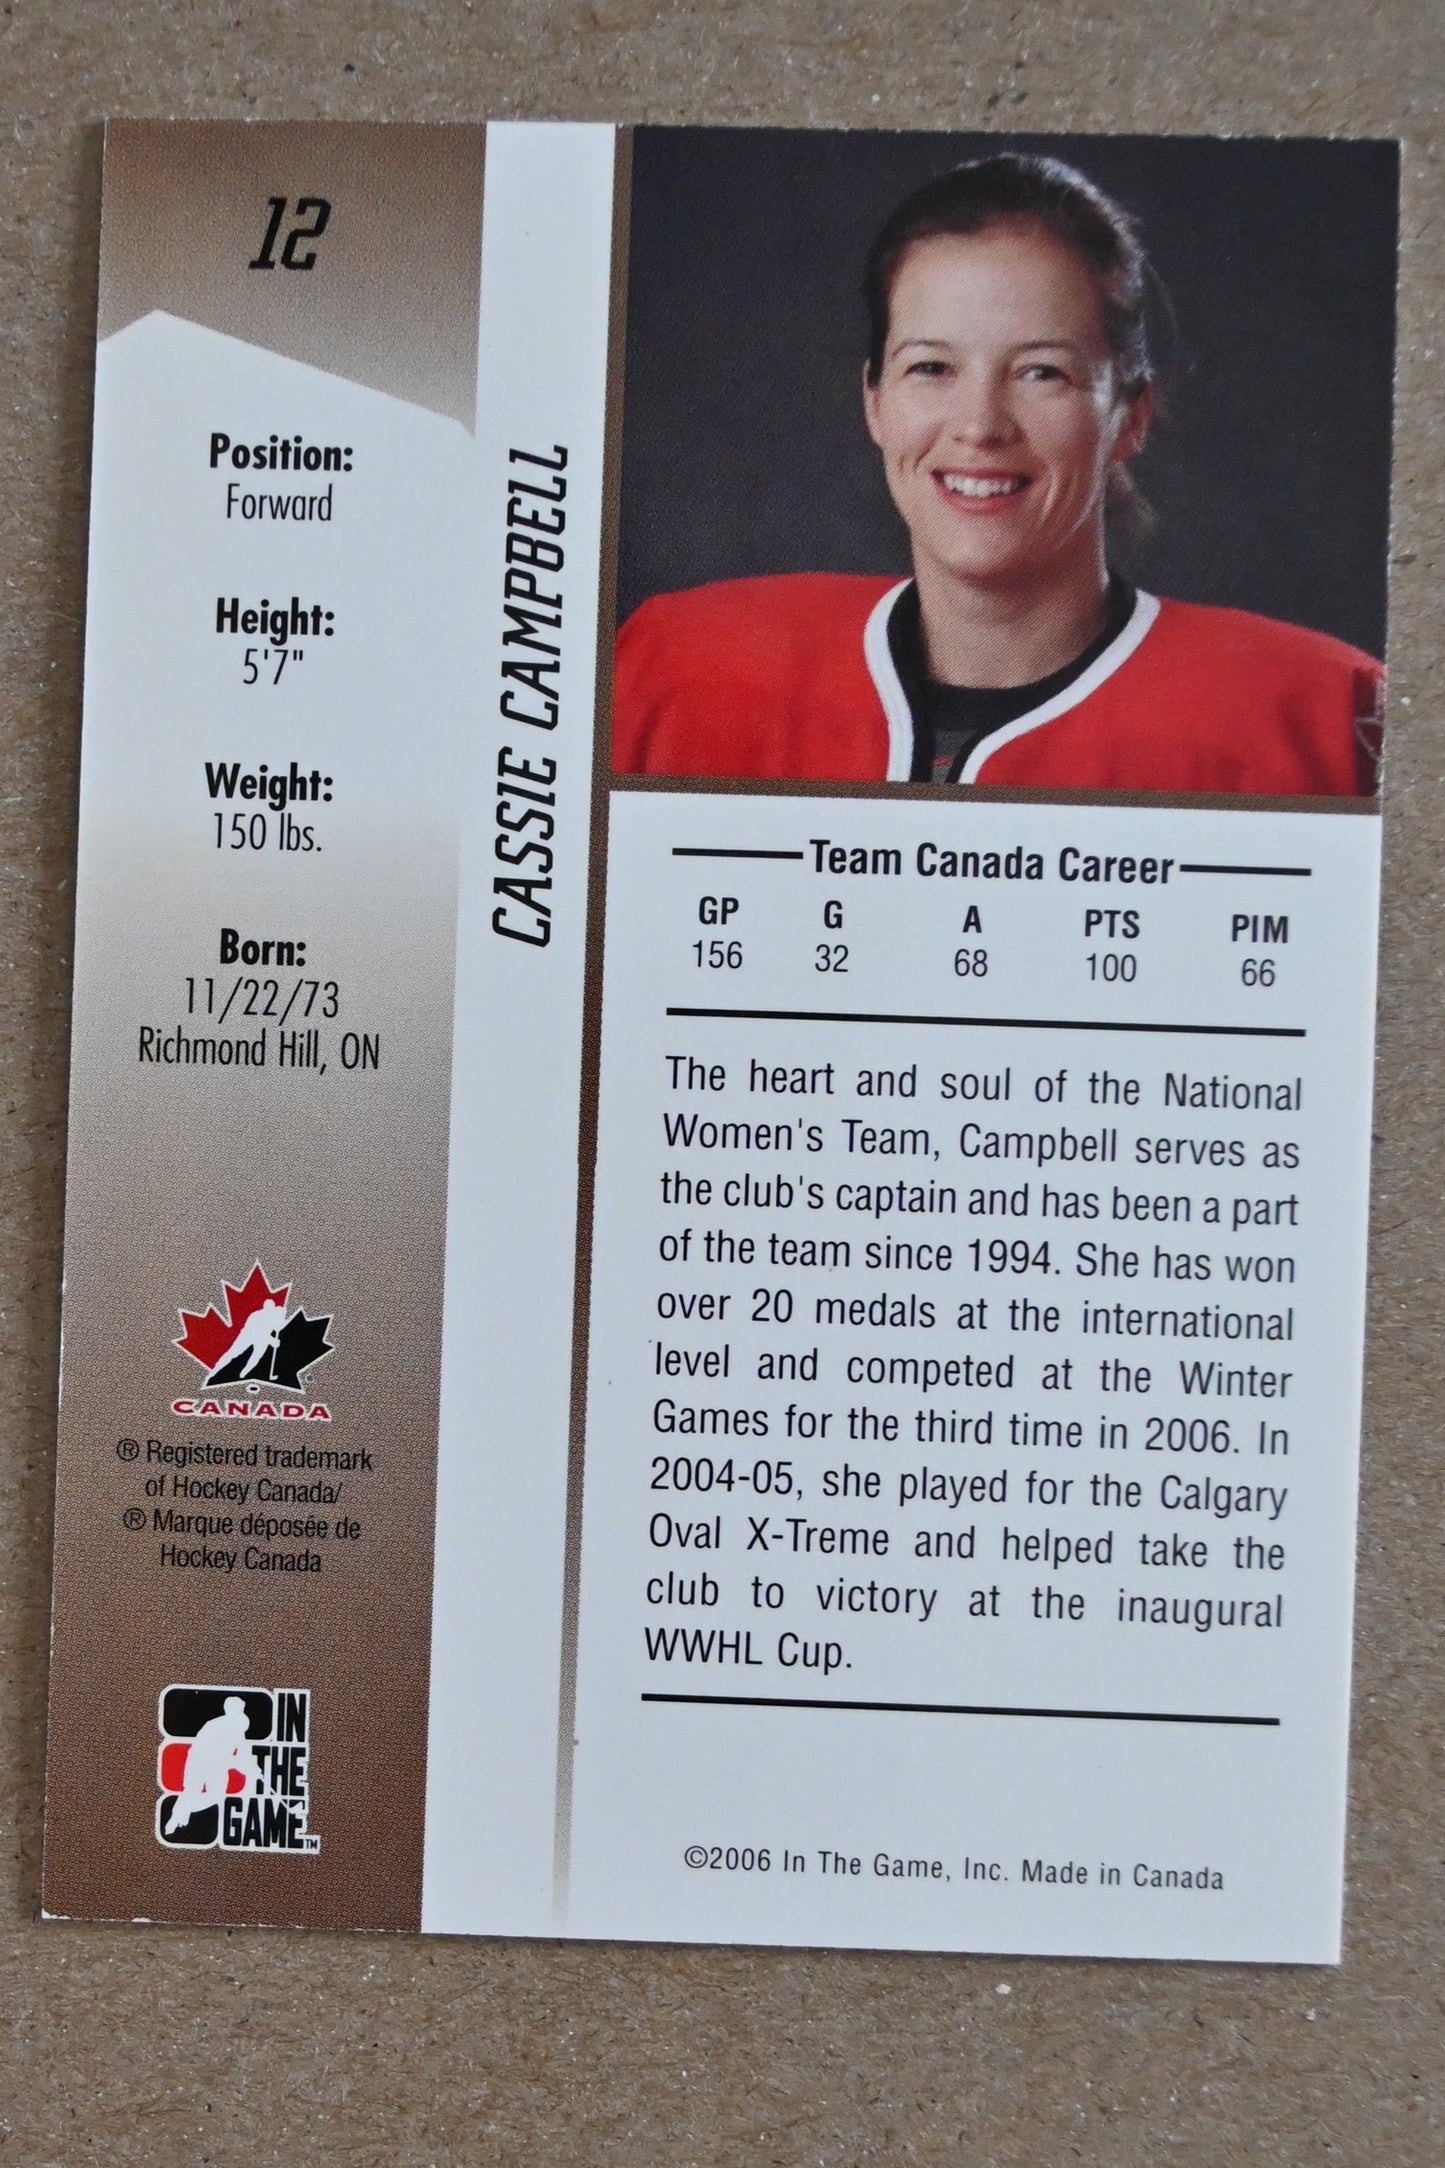 12
Position:
Forward
Height:
5'7"
Weight:
150 lbs.
Born:
11/22/73
Richmond Hill, ON
CANADA
® Registered trademark
of Hockey Canada/
® Marque déposée de
Hockey Canada
IN
THE
GAME™
CASSIE CAMPBELL
Team Canada Career
GP G A PTS PIM
156 32 68 100 66
The heart and soul of the National
Women's Team, Campbell serves as
the club's captain and has been a part
of the team since 1994. She has won
over 20 medals at the international
level and competed at the Winter
Games for the third time in 2006. In
2004-05, she played for the Calgary
Oval X-Treme and helped take the
club to victory at the inaugural
WWHL Cup.
©2006 In The Game, Inc. Made in Canada